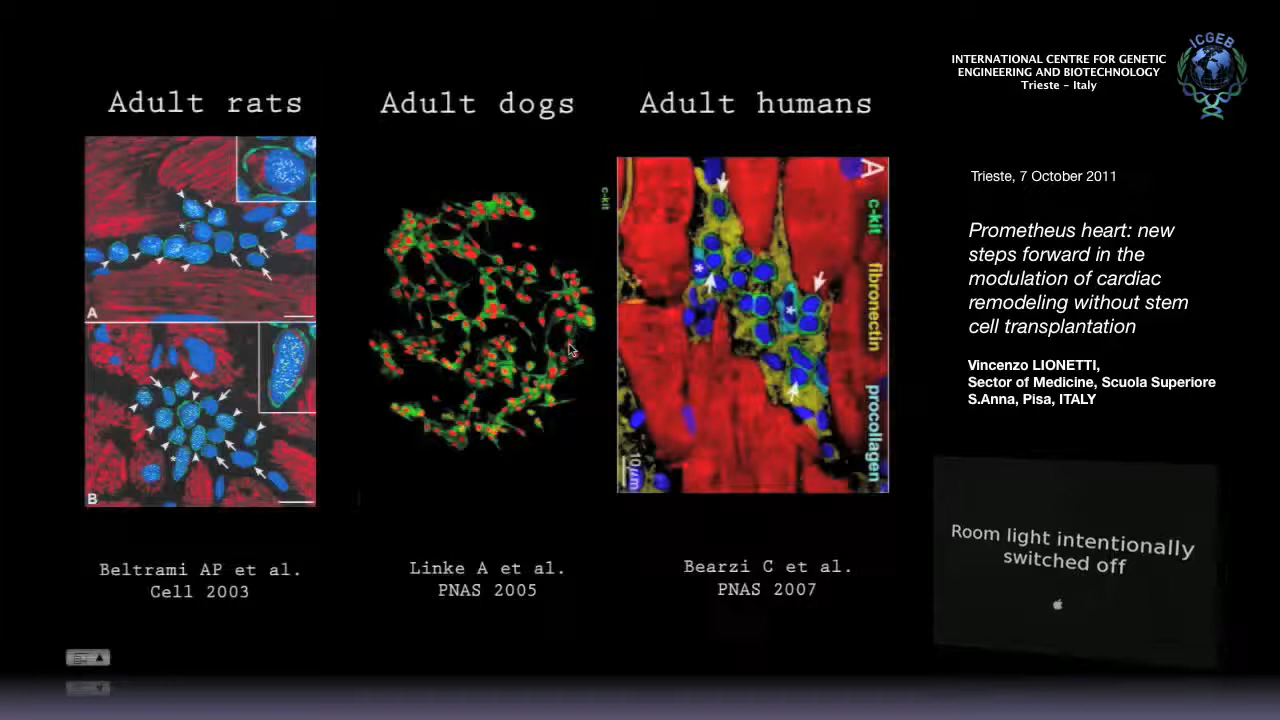 Adult rats
Adult dogs
Adult humans
A
B
c-kit
A
c-kit
fibronectin
procollagen
10 µm
Beltrami AP et al.
Cell 2003
Linke A et al.
PNAS 2005
Bearzi C et al.
PNAS 2007
INTERNATIONAL CENTRE FOR GENETIC
ENGINEERING AND BIOTECHNOLOGY
Trieste - Italy
ICGEB
Trieste, 7 October 2011
Prometheus heart: new
steps forward in the
modulation of cardiac
remodeling without stem
cell transplantation
Vincenzo LIONETTI,
Sector of Medicine, Scuola Superiore
S.Anna, Pisa, ITALY
Room light intentionally
switched off